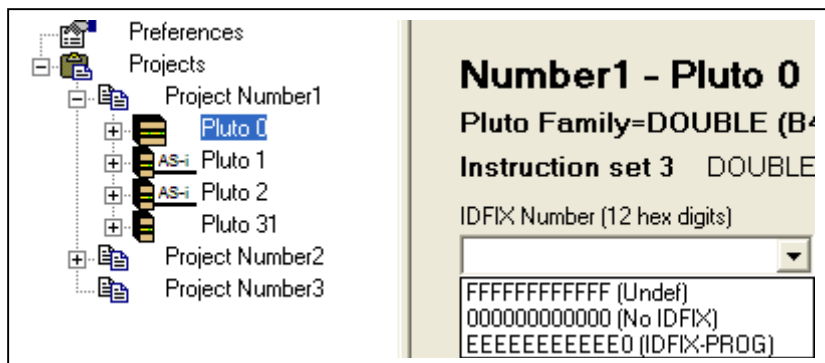 Preferences
Projects
Project Number1
Pluto 0
AS-i Pluto 1
AS-i Pluto 2
Pluto 31
Project Number2
Project Number3
Number1 - Pluto 0
Pluto Family=DOUBLE (B4
Instruction set 3 DOUBLE
IDFIX Number (12 hex digits)
FFFFFFFFFFFF (Undef)
000000000000 (No IDFIX)
EEEEEEEEEEE0 (IDFIX-PROG)